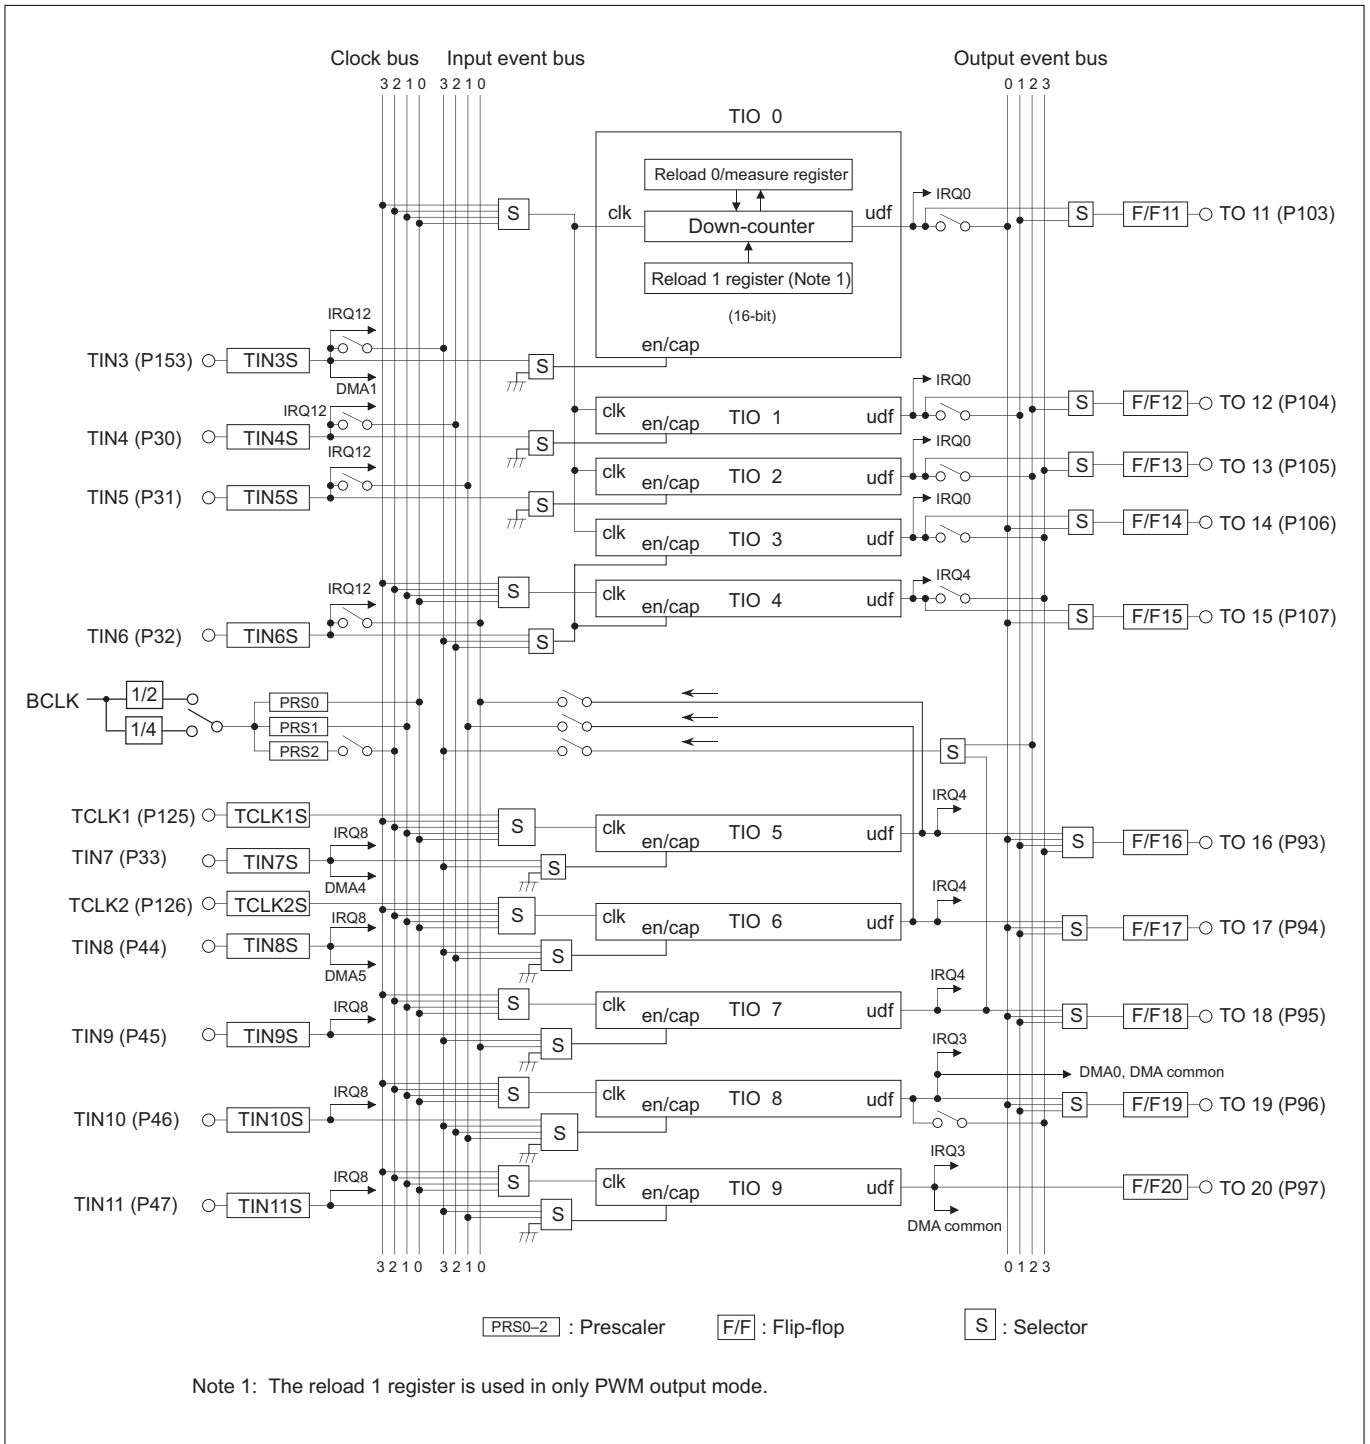 Clock bus
Input event bus
Output event bus
3 2 1 0
3 2 1 0
0 1 2 3
TIO 0
Reload 0/measure register
IRQ0
S
clk
Down-counter
udf
S
F/F11
TO 11 (P103)
Reload 1 register (Note 1)
(16-bit)
IRQ12
en/cap
TIN3 (P153)
TIN3S
S
DMA1
IRQ0
IRQ12
clk
TIO 1
udf
S
F/F12
TO 12 (P104)
en/cap
TIN4 (P30)
TIN4S
S
IRQ0
IRQ12
clk
TIO 2
udf
S
F/F13
TO 13 (P105)
en/cap
TIN5 (P31)
TIN5S
S
IRQ0
clk
TIO 3
udf
S
F/F14
TO 14 (P106)
en/cap
IRQ4
IRQ12
S
clk
TIO 4
udf
S
F/F15
TO 15 (P107)
en/cap
TIN6 (P32)
TIN6S
S
BCLK
1/2
1/4
PRS0
PRS1
PRS2
S
IRQ4
TCLK1 (P125)
TCLK1S
S
clk
TIO 5
udf
S
F/F16
TO 16 (P93)
en/cap
IRQ8
TIN7 (P33)
TIN7S
S
DMA4
IRQ4
TCLK2 (P126)
TCLK2S
S
clk
TIO 6
udf
S
F/F17
TO 17 (P94)
en/cap
IRQ8
TIN8 (P44)
TIN8S
S
DMA5
IRQ4
S
clk
TIO 7
udf
S
F/F18
TO 18 (P95)
en/cap
IRQ8
TIN9 (P45)
TIN9S
S
IRQ3
DMA0, DMA common
S
clk
TIO 8
udf
S
F/F19
TO 19 (P96)
en/cap
IRQ8
TIN10 (P46)
TIN10S
S
IRQ3
S
clk
TIO 9
udf
F/F20
TO 20 (P97)
en/cap
IRQ8
TIN11 (P47)
TIN11S
S
DMA common
3 2 1 0
3 2 1 0
0 1 2 3
PRS0–2 : Prescaler
F/F : Flip-flop
S : Selector
Note 1: The reload 1 register is used in only PWM output mode.